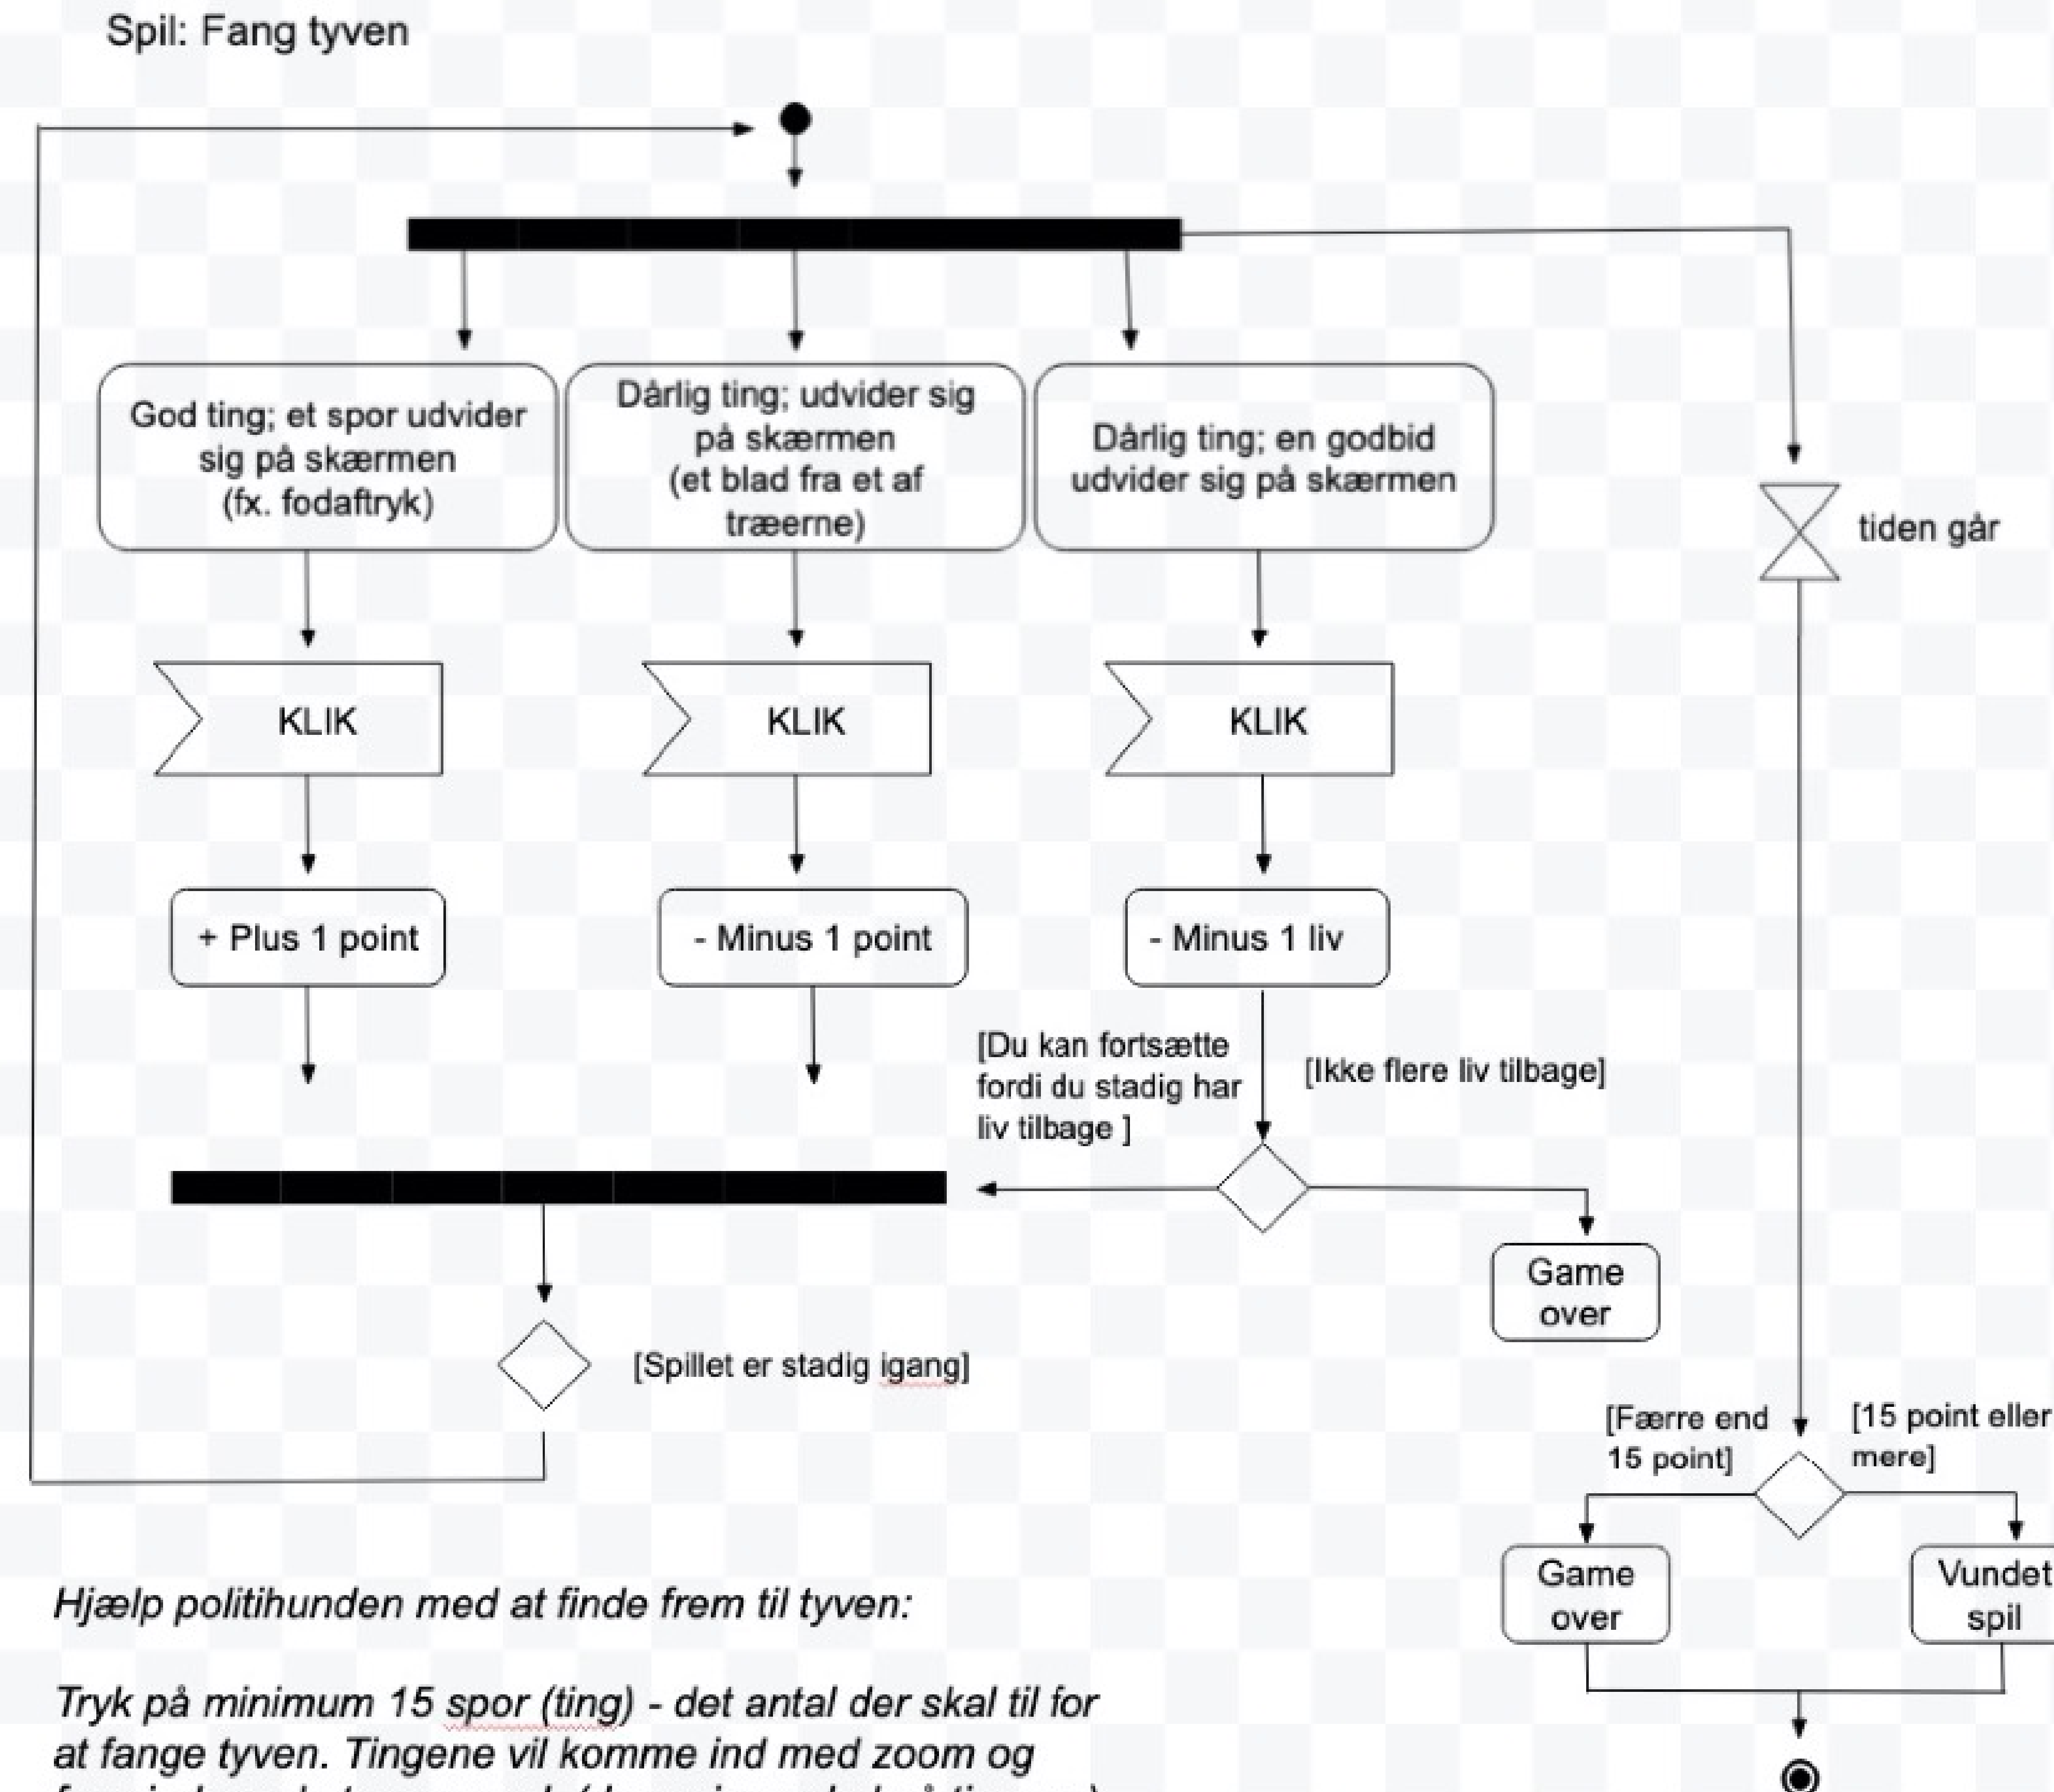 Spil: Fang tyven
God ting; et spor udvider
sig på skærmen
(fx. fodaftryk)
Dårlig ting; udvider sig
på skærmen
(et blad fra et af
træerne)
Dårlig ting; en godbid
udvider sig på skærmen
tiden går
KLIK
KLIK
KLIK
+ Plus 1 point
- Minus 1 point
- Minus 1 liv
[Du kan fortsætte
fordi du stadig har
liv tilbage ]
[Ikke flere liv tilbage]
Game
over
[Spillet er stadig igang]
[Færre end
15 point]
[15 point eller
mere]
Game
over
Vundet
spil
Hjælp politihunden med at finde frem til tyven:
Tryk på minimum 15 spor (ting) - det antal der skal til for
at fange tyven. Tingene vil komme ind med zoom og